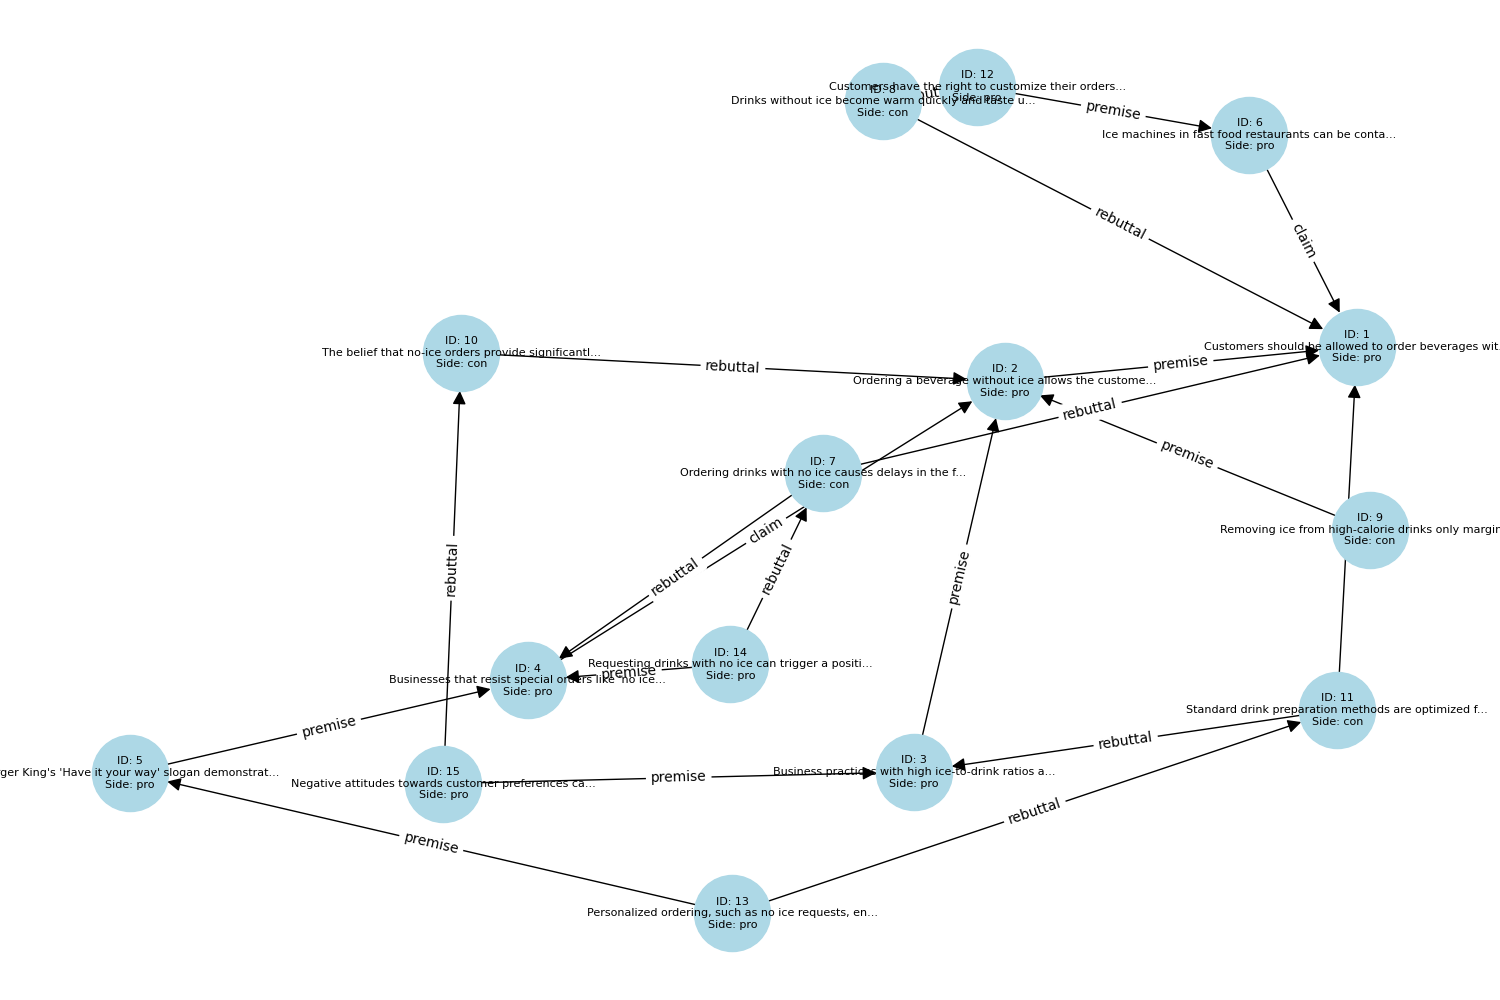 ID: 12
Customers have the right to customize their orders...
Side: pro
ID: 8
Drinks without ice become warm quickly and taste u...
Side: con
premise
ID: 6
Ice machines in fast food restaurants can be conta...
Side: pro
rebuttal
claim
ID: 10
The belief that no-ice orders provide significantl...
Side: con
rebuttal
ID: 2
Ordering a beverage without ice allows the custome...
Side: pro
premise
ID: 1
Customers should be allowed to order beverages wit...
Side: pro
rebuttal
premise
ID: 7
Ordering drinks with no ice causes delays in the f...
Side: con
ID: 9
Removing ice from high-calorie drinks only margin
Side: con
claim
rebuttal
rebuttal
rebuttal
premise
ID: 4
Businesses that resist special orders like 'no ice...
Side: pro
premise
ID: 14
Requesting drinks with no ice can trigger a positi...
Side: pro
ID: 11
Standard drink preparation methods are optimized f...
Side: con
premise
rebuttal
ID: 5
ger King's 'Have it your way' slogan demonstrat...
Side: pro
ID: 15
Negative attitudes towards customer preferences ca...
Side: pro
premise
ID: 3
Business practices with high ice-to-drink ratios a...
Side: pro
rebuttal
premise
ID: 13
Personalized ordering, such as no ice requests, en...
Side: pro